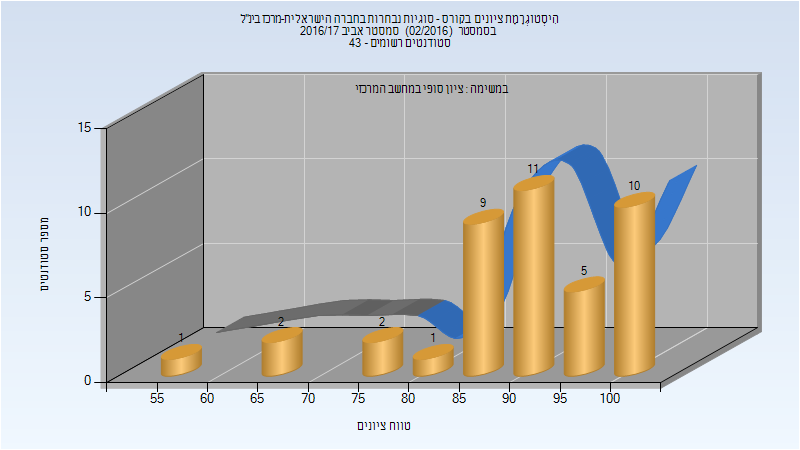 היסטוגרמת ציונים בקורס - סוגיות נבחרות בחברה הישראלית-מרכז בינ"ל
בסמסטר (02/2016) סמסטר אביב 2016/17
סטודנטים רשומים - 43
במשימה : ציון סופי במחשב המרכזי
מספר סטודנטים
15
10
5
0
1
2
2
1
9
11
5
10
55 60 65 70 75 80 85 90 95 100
טווח ציונים